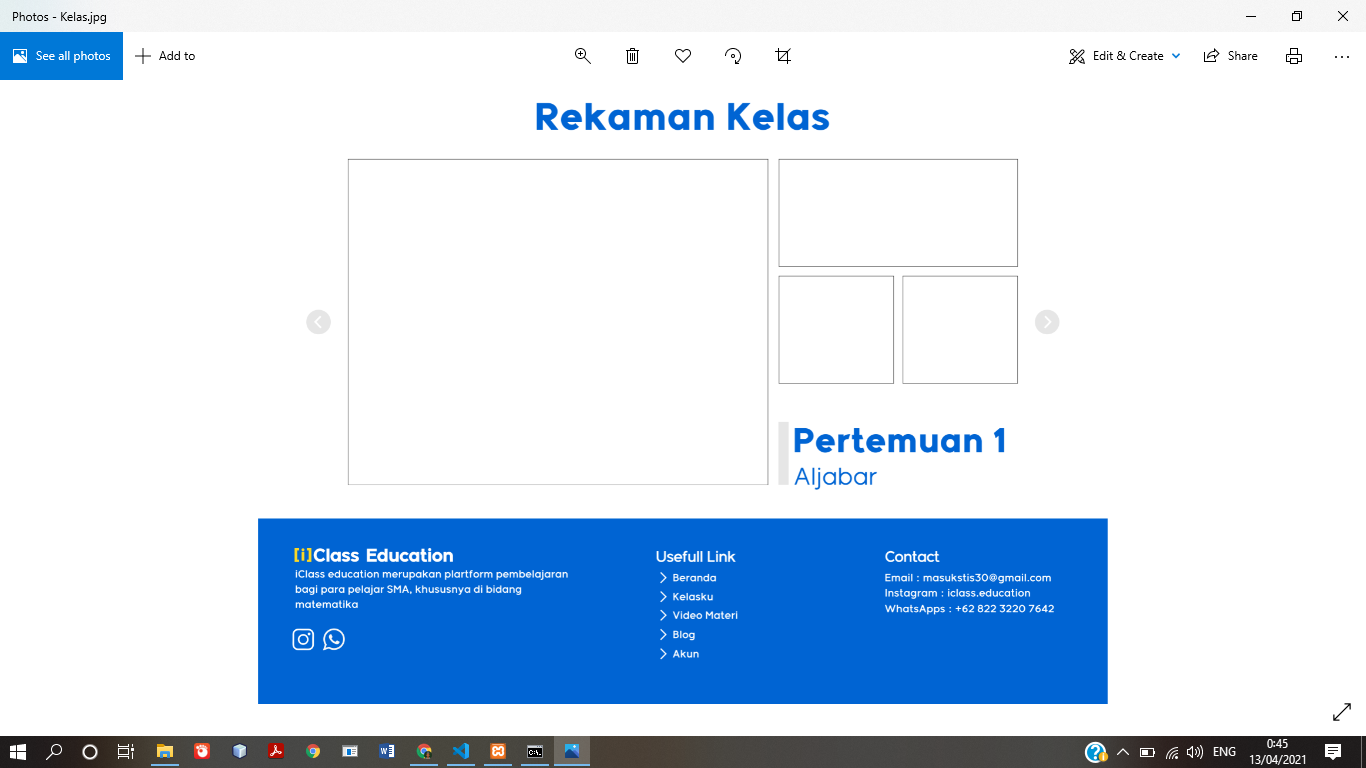 Photos - Kelas.jpg
See all photos
Add to
Edit & Create
Share
Rekaman Kelas
Pertemuan 1
Aljabar
[i]Class Education
iClass education merupakan plartform pembelajaran
bagi para pelajar SMA, khususnya di bidang
matematika
Usefull Link
Beranda
Kelasku
Video Materi
Blog
Akun
Contact
Email : masukstis30@gmail.com
Instagram : iclass.education
WhatsApps : +62 822 3220 7642
ENG
0:45
13/04/2021